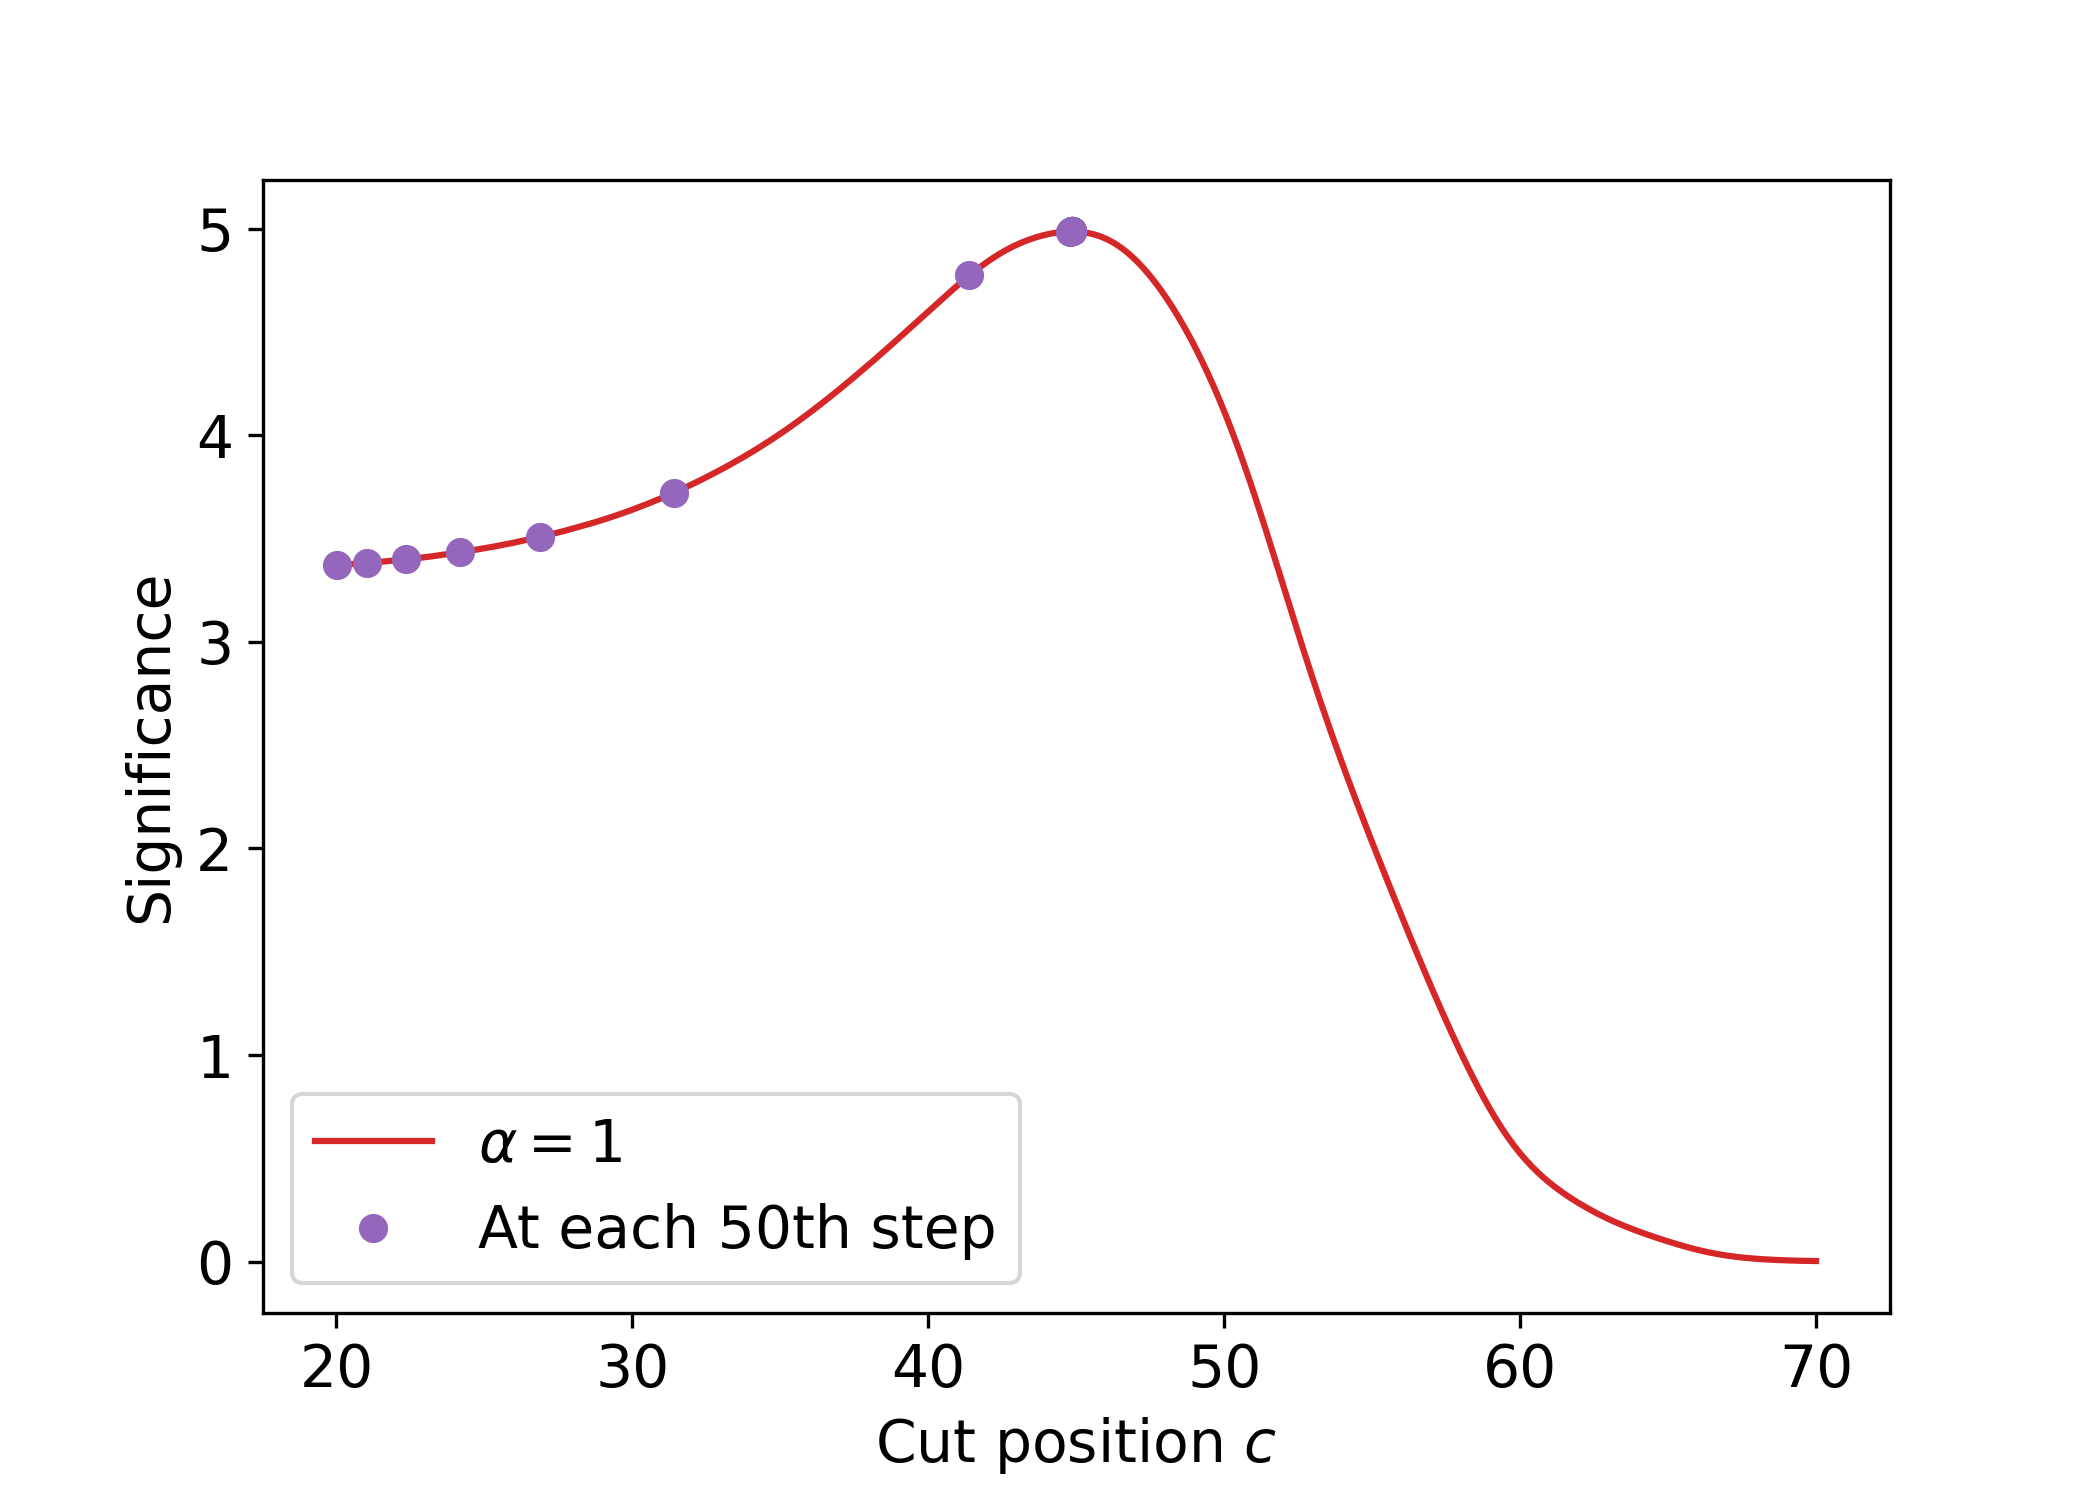 5
4
3
2
1
0
Significance
α = 1
At each 50th step
20 30 40 50 60 70
Cut position c